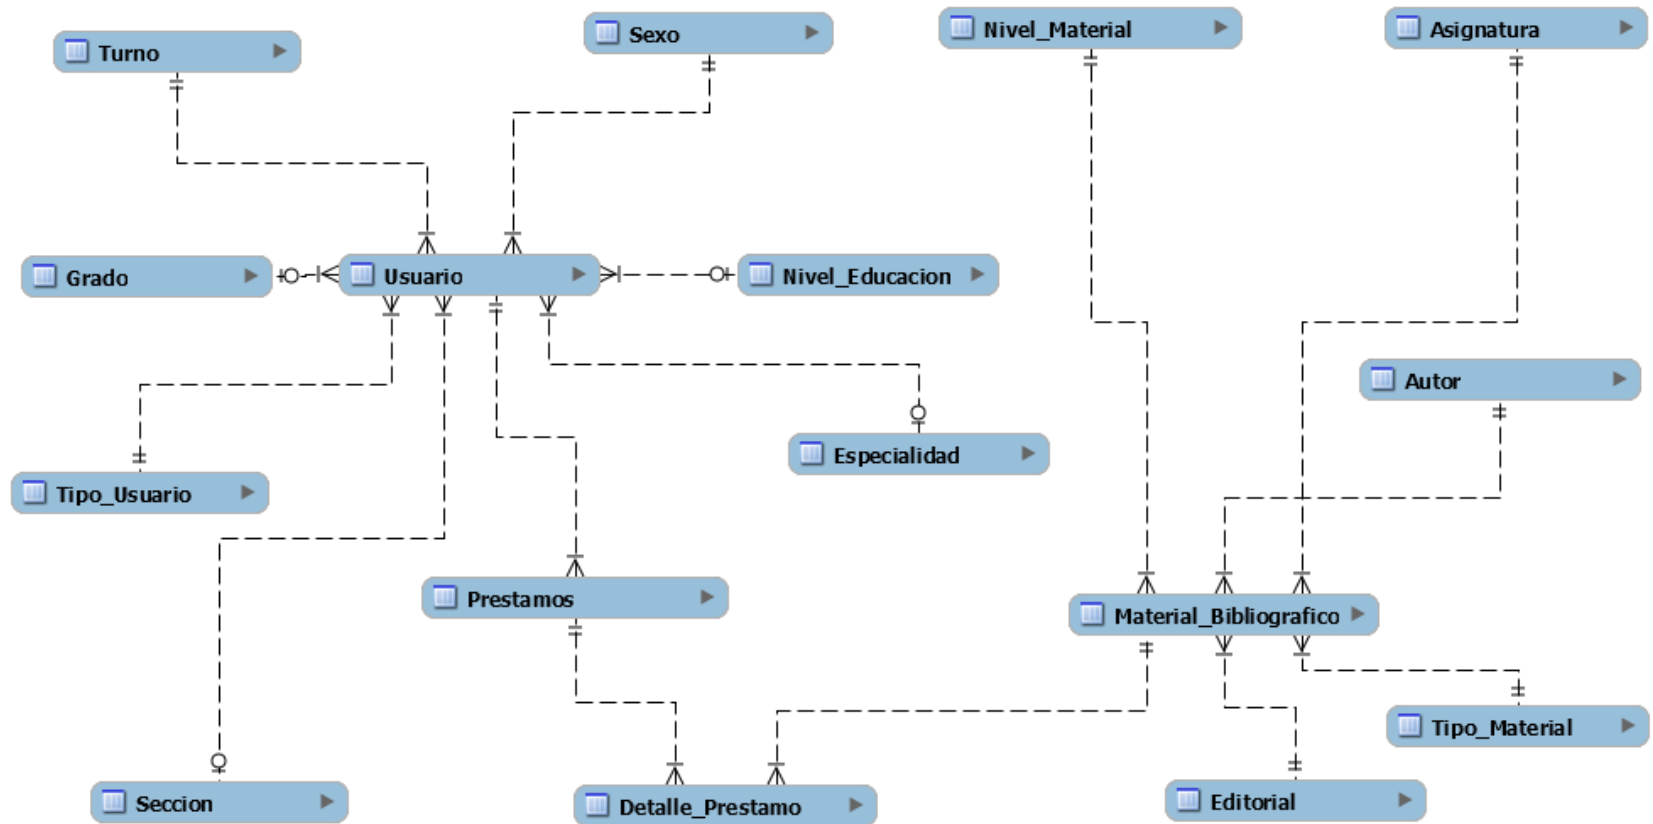 Turno
Sexo
Nivel_Material
Asignatura
Grado
Usuario
Nivel_Educacion
Autor
Especialidad
Tipo_Usuario
Prestamos
Material_Bibliografico
Tipo_Material
Seccion
Detalle_Prestamo
Editorial